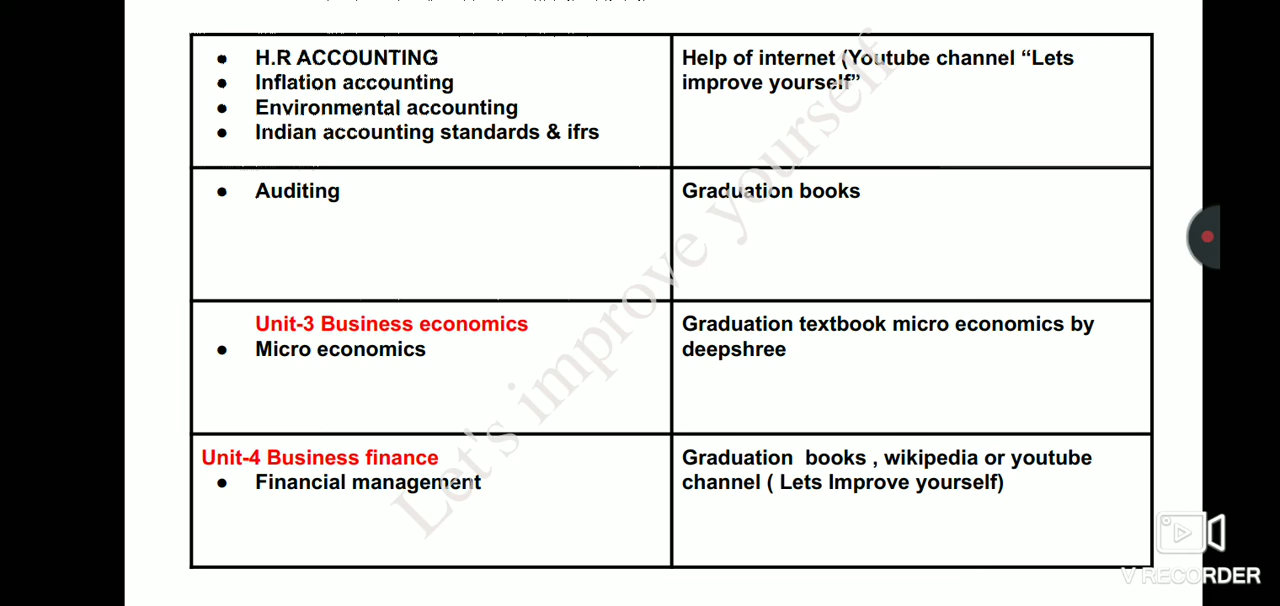 H.R ACCOUNTING
Inflation accounting
Environmental accounting
Indian accounting standards & ifrs
Help of internet (Youtube channel “Lets
improve yourself”
Auditing
Graduation books
Unit-3 Business economics
Micro economics
Graduation textbook micro economics by
deepshree
Unit-4 Business finance
Financial management
Graduation books , wikipedia or youtube
channel ( Lets Improve yourself)
Let's improve yourself
V RECORDER